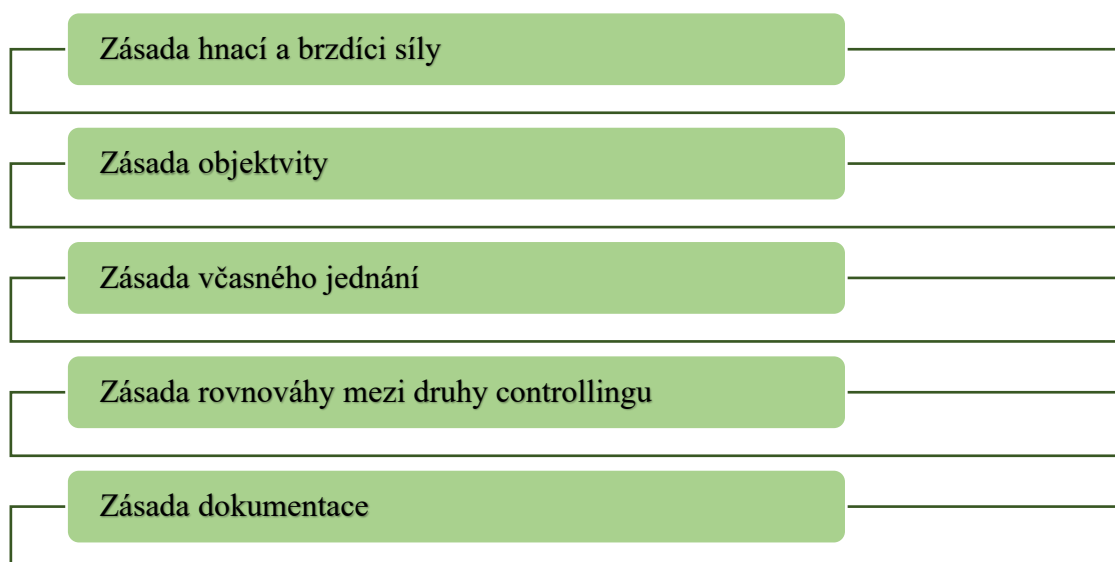 Zásada hnací a brzdíci síly
Zásada objektvity
Zásada včasného jednání
Zásada rovnováhy mezi druhy controllingu
Zásada dokumentace